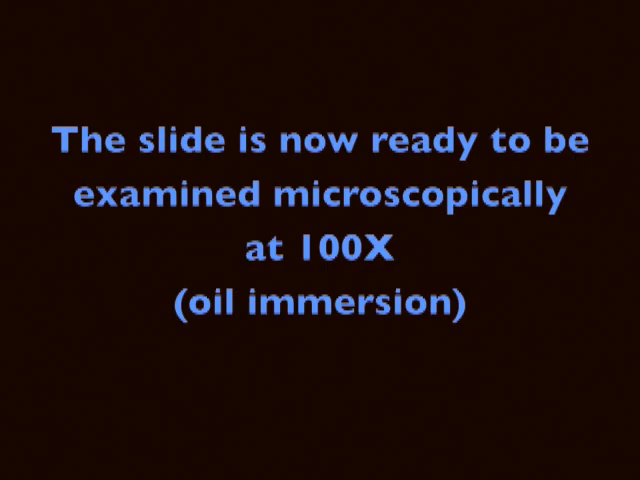 The slide is now ready to be
examined microscopically
at 100X
(oil immersion)